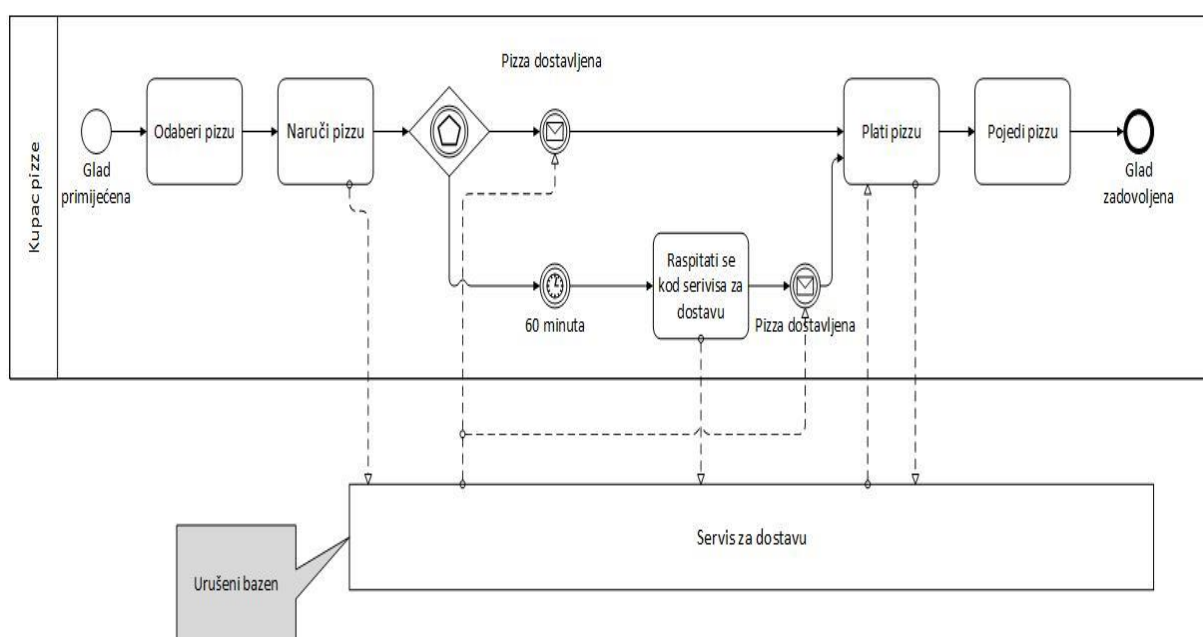 Kupac pizze
Pizza dostavljena
Glad
primijećena
Odaberi pizzu
Naruči pizzu
Plati pizzu
Pojedi pizzu
Glad
zadovoljena
60 minuta
Raspitati se
kod serivisa za
dostavu
Pizza dostavljena
Servis za dostavu
Urušeni bazen